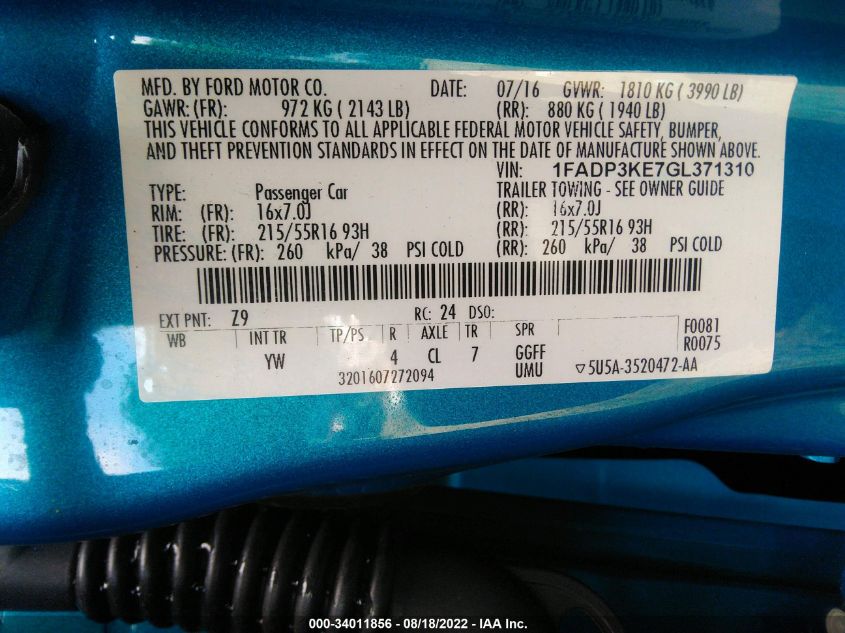 MFD. BY FORD MOTOR CO. DATE: 07/16 GVWR: 1810 KG ( 3990 LB)
GAWR: (FR): 972 KG ( 2143 LB) (RR): 880 KG ( 1940 LB)
THIS VEHICLE CONFORMS TO ALL APPLICABLE FEDERAL MOTOR VEHICLE SAFETY, BUMPER,
AND THEFT PREVENTION STANDARDS IN EFFECT ON THE DATE OF MANUFACTURE SHOWN ABOVE.
VIN: 1FADP3KE7GL371310
TYPE: Passenger Car TRAILER TOWING - SEE OWNER GUIDE
RIM: (FR): 16x7.0J (RR): 16x7.0J
TIRE: (FR): 215/55R16 93H (RR): 215/55R16 93H
PRESSURE: (FR): 260 kPa/ 38 PSI COLD (RR): 260 kPa/ 38 PSI COLD
EXT PNT: Z9 RC: 24 DSO:
WB INT TR TP/PS R AXLE TR SPR F0081
R0075
YW 4 CL 7 GGFF
UMU ▽5U5A-3520472-AA
3201607272094
000-34011856 - 08/18/2022 - IAA Inc.